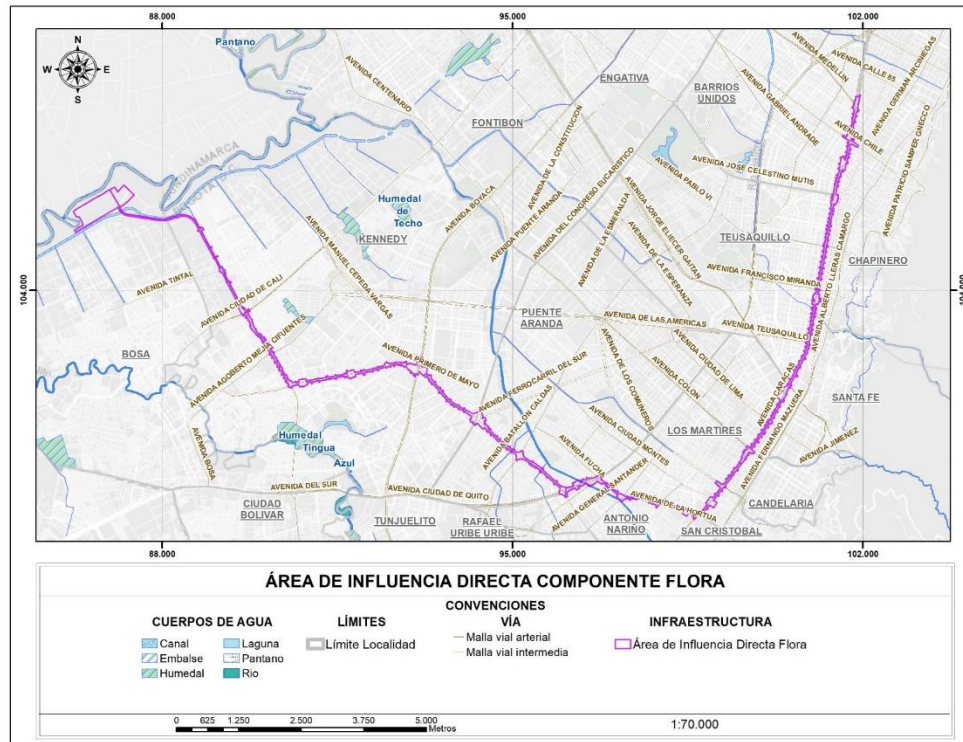 88.000 95.000 102.000
N
W E
S
Pantano
AVENIDA CENTENARIO
ENGATIVA
BARRIOS
UNIDOS
AVENIDA MEDELLIN
AVENIDA CALLE 65
AVENIDA GERMAN ARCINIEGAS
AVENIDA GABRIEL ANDRADE
AVENIDA CHILE
AVENIDA PATRICIO SAMPER GNECCO
FONTIBON
AVENIDA DE LA CONSTITUCION
CUNDINAMARCA
BOGOTÁ D.C.
AVENIDA JOSE CELESTINO MUTIS
AVENIDA PABLO VI
AVENIDA DEL CONGRESO EUCARISTICO
AVENIDA JORGE ELIECER GAITAN
Humedal
de
Techo
KENNEDY
AVENIDA BOYACA
AVENIDA PUENTE ARANDA
AVENIDA DE LA ESMERALDA
AVENIDA DE LA ESPERANZA
TEUSAQUILLO
AVENIDA FRANCISCO MIRANDA
CHAPINERO
AVENIDA ALBERTO LLERAS CAMARGO
AVENIDA MANUEL CEPEDA VARGAS
AVENIDA TINTAL
AVENIDA CIUDAD DE CALI
104.000 104.000
PUENTE
ARANDA
AVENIDA DE LAS AMERICAS
AVENIDA TEUSAQUILLO
BOSA
AVENIDA AGOBERTO MEJIA CIFUENTES
AVENIDA PRIMERO DE MAYO
AVENIDA FERROCARRIL DEL SUR
AVENIDA DE LOS COMUNEROS
AVENIDA COLON
AVENIDA CIUDAD DE LIMA
AVENIDA CARACAS
SANTA FE
AVENIDA BATALLON CALDAS
LOS MARTIRES
AVENIDA FERNANDO MAZUERA
AVENIDA JIMENEZ
Humedal
Tingua
Azul
AVENIDA BOSA
AVENIDA CIUDAD MONTES
AVENIDA FUCHA
AVENIDA GENERAL SANTANDER
AVENIDA DEL SUR
AVENIDA CIUDAD DE QUITO
AVENIDA DE LA HORTUA
CANDELARIA
CIUDAD
BOLIVAR
TUNJUELITO
RAFAEL
URIBE URIBE
ANTONIO
NARIÑO
SAN CRISTOBAL
88.000 95.000 102.000
ÁREA DE INFLUENCIA DIRECTA COMPONENTE FLORA
CONVENCIONES
CUERPOS DE AGUA LÍMITES VÍA INFRAESTRUCTURA
Canal Laguna Límite Localidad Malla vial arterial Área de Influencia Directa Flora
Embalse Pantano Malla vial intermedia
Humedal Rio
0 625 1.250 2.500 3.750 5.000
Metros
1:70.000